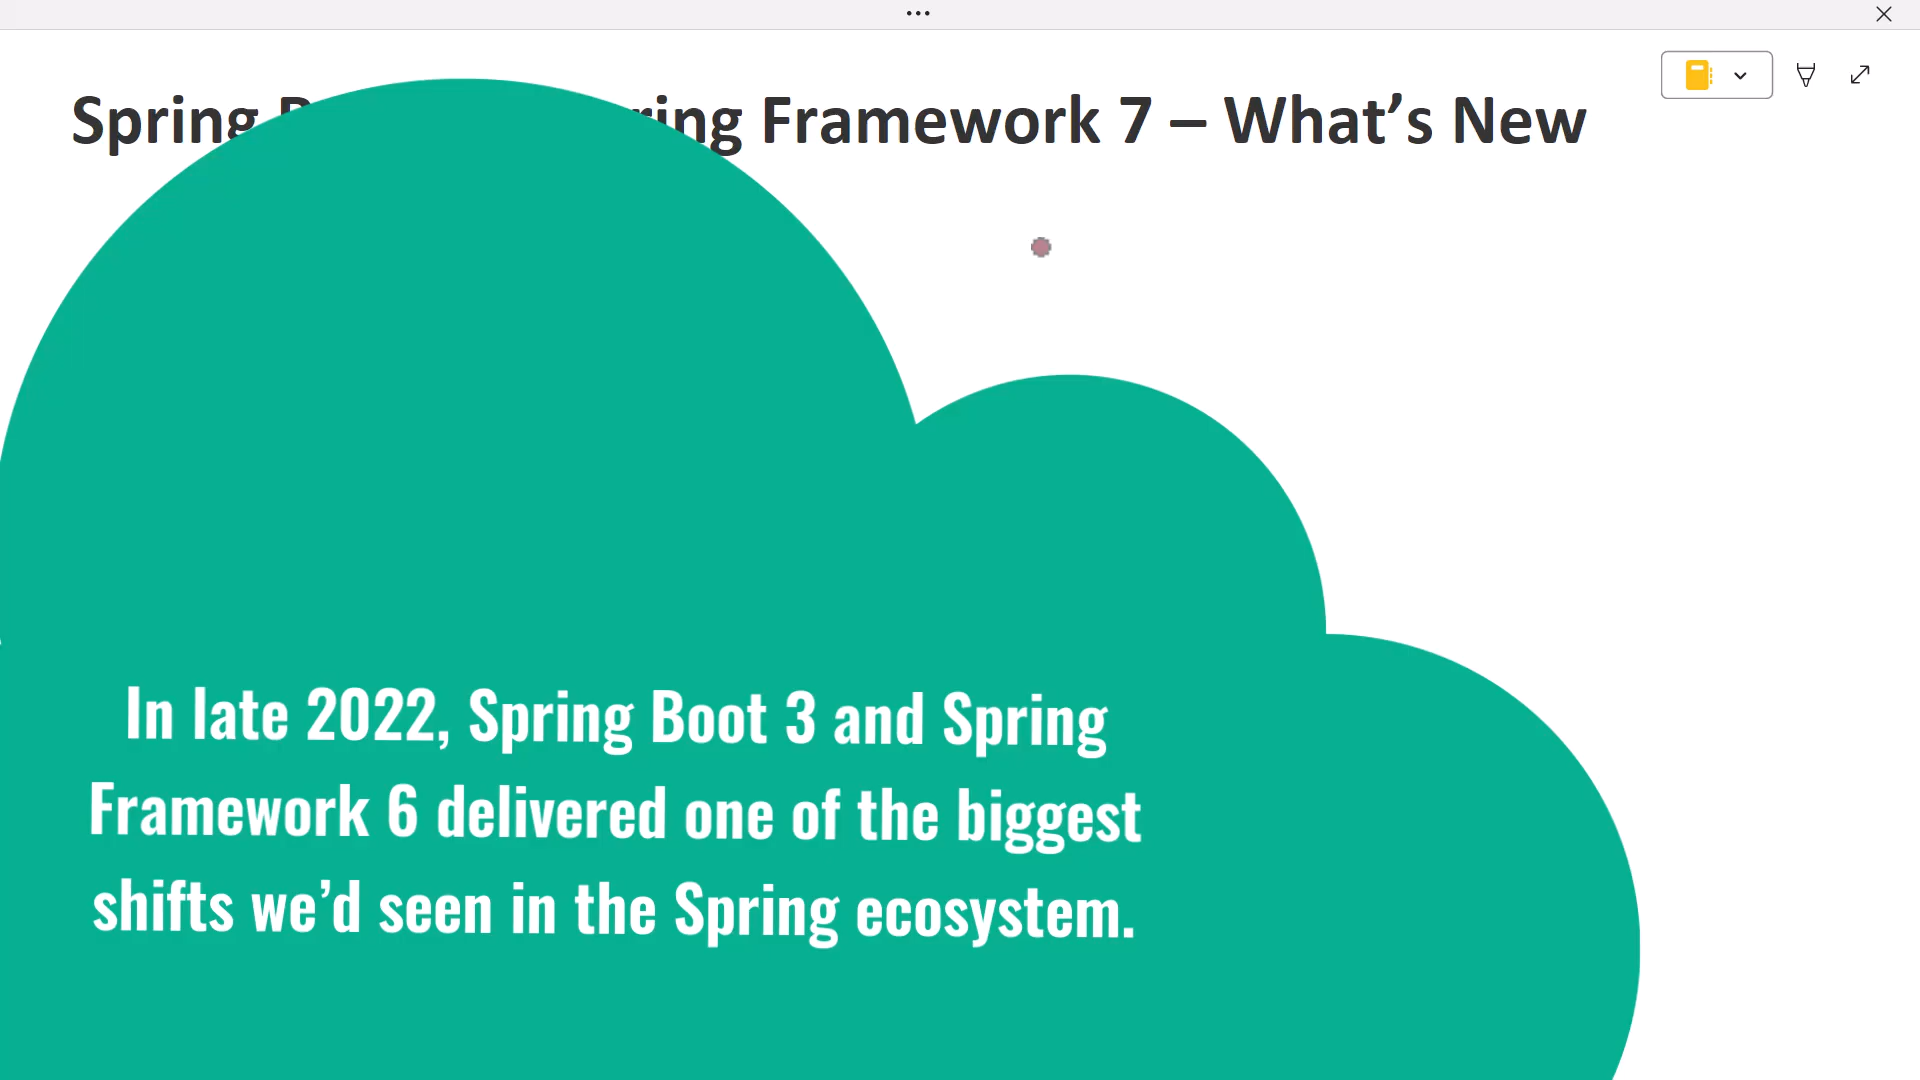 Spring ring Framework 7 – What’s New
In late 2022, Spring Boot 3 and Spring
Framework 6 delivered one of the biggest
shifts we’d seen in the Spring ecosystem.